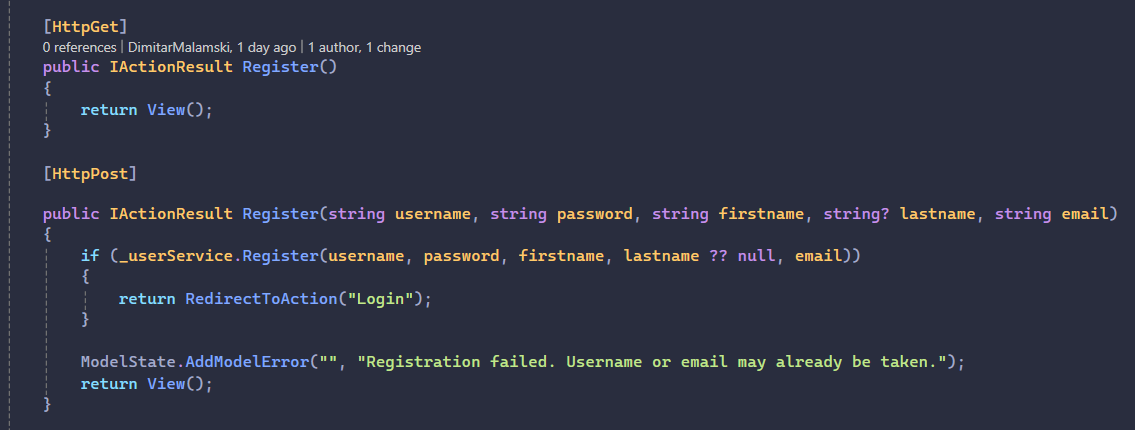 [HttpGet]
0 references | DimitarMalamski, 1 day ago | 1 author, 1 change
public IActionResult Register()
{
    return View();
}
[HttpPost]
public IActionResult Register(string username, string password, string firstname, string? lastname, string email)
{
    if (_userService.Register(username, password, firstname, lastname ?? null, email))
    {
        return RedirectToAction("Login");
    }
    ModelState.AddModelError("", "Registration failed. Username or email may already be taken.");
    return View();
}